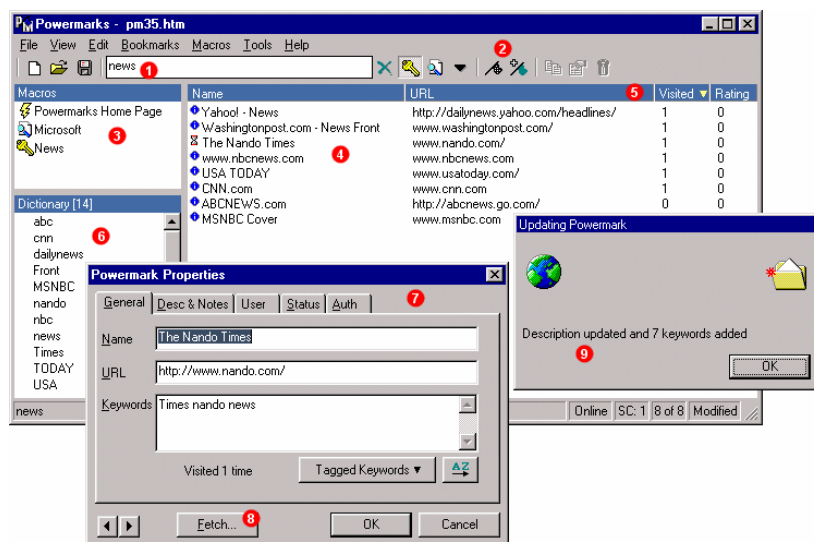 Powermarks - pm35.htm
File View Edit Bookmarks Macros Tools Help
2
news 1
Macros
Powermarks Home Page
Microsoft
3
News
Name URL 5 Visited Rating
Yahoo! - News http://dailynews.yahoo.com/headlines/ 1 0
Washingtonpost.com - News Front www.washingtonpost.com/ 1 0
The Nando Times www.nando.com/ 1 0
www.nbcnews.com 4 www.nbcnews.com 1 0
USA TODAY www.usatoday.com/ 1 0
CNN.com www.cnn.com 1 0
ABCNEWS.com http://abcnews.go.com/ 0 0
MSNBC Cover www.msnbc.com
Dictionary [14]
abc
cnn 6
dailynews
Front
MSNBC
nando
nbc
news
Times
TODAY
USA
news Online SC: 1 8 of 8 Modified
Updating Powermark
Description updated and 7 keywords added
9
OK
Powermark Properties
General Desc & Notes User Status Auth 7
Name The Nando Times
URL http://www.nando.com/
Keywords Times nando news
Visited 1 time Tagged Keywords AZ
Fetch... 8 OK Cancel